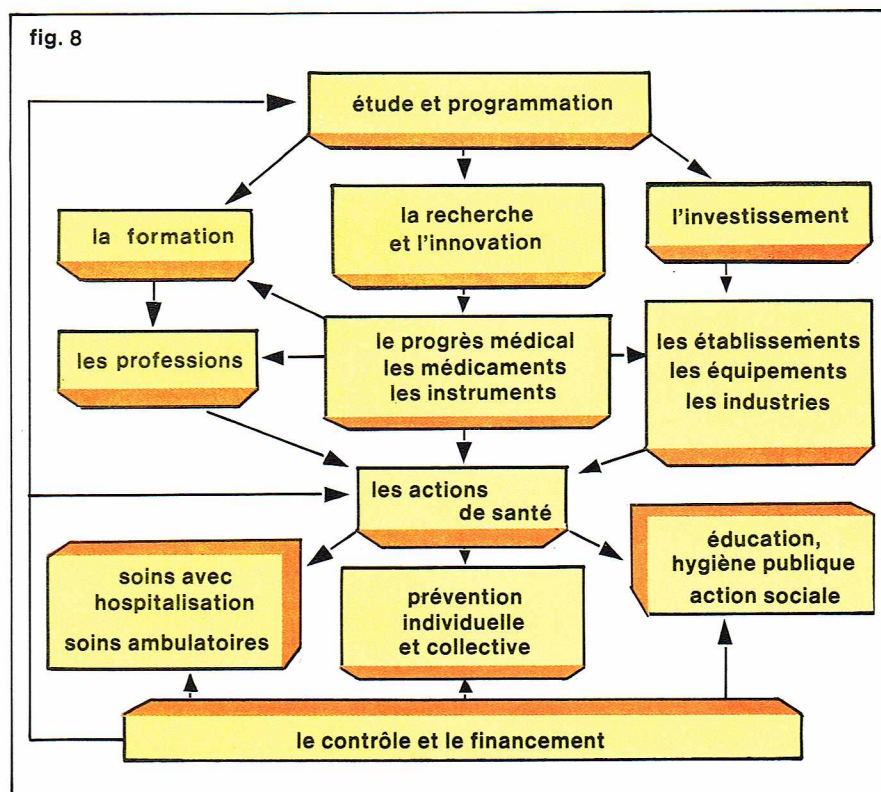 fig. 8
étude et programmation
la formation
la recherche
et l'innovation
l'investissement
les professions
le progrès médical
les médicaments
les instruments
les établissements
les équipements
les industries
les actions
de santé
soins avec
hospitalisation
soins ambulatoires
prévention
individuelle
et collective
éducation,
hygiène publique
action sociale
le contrôle et le financement